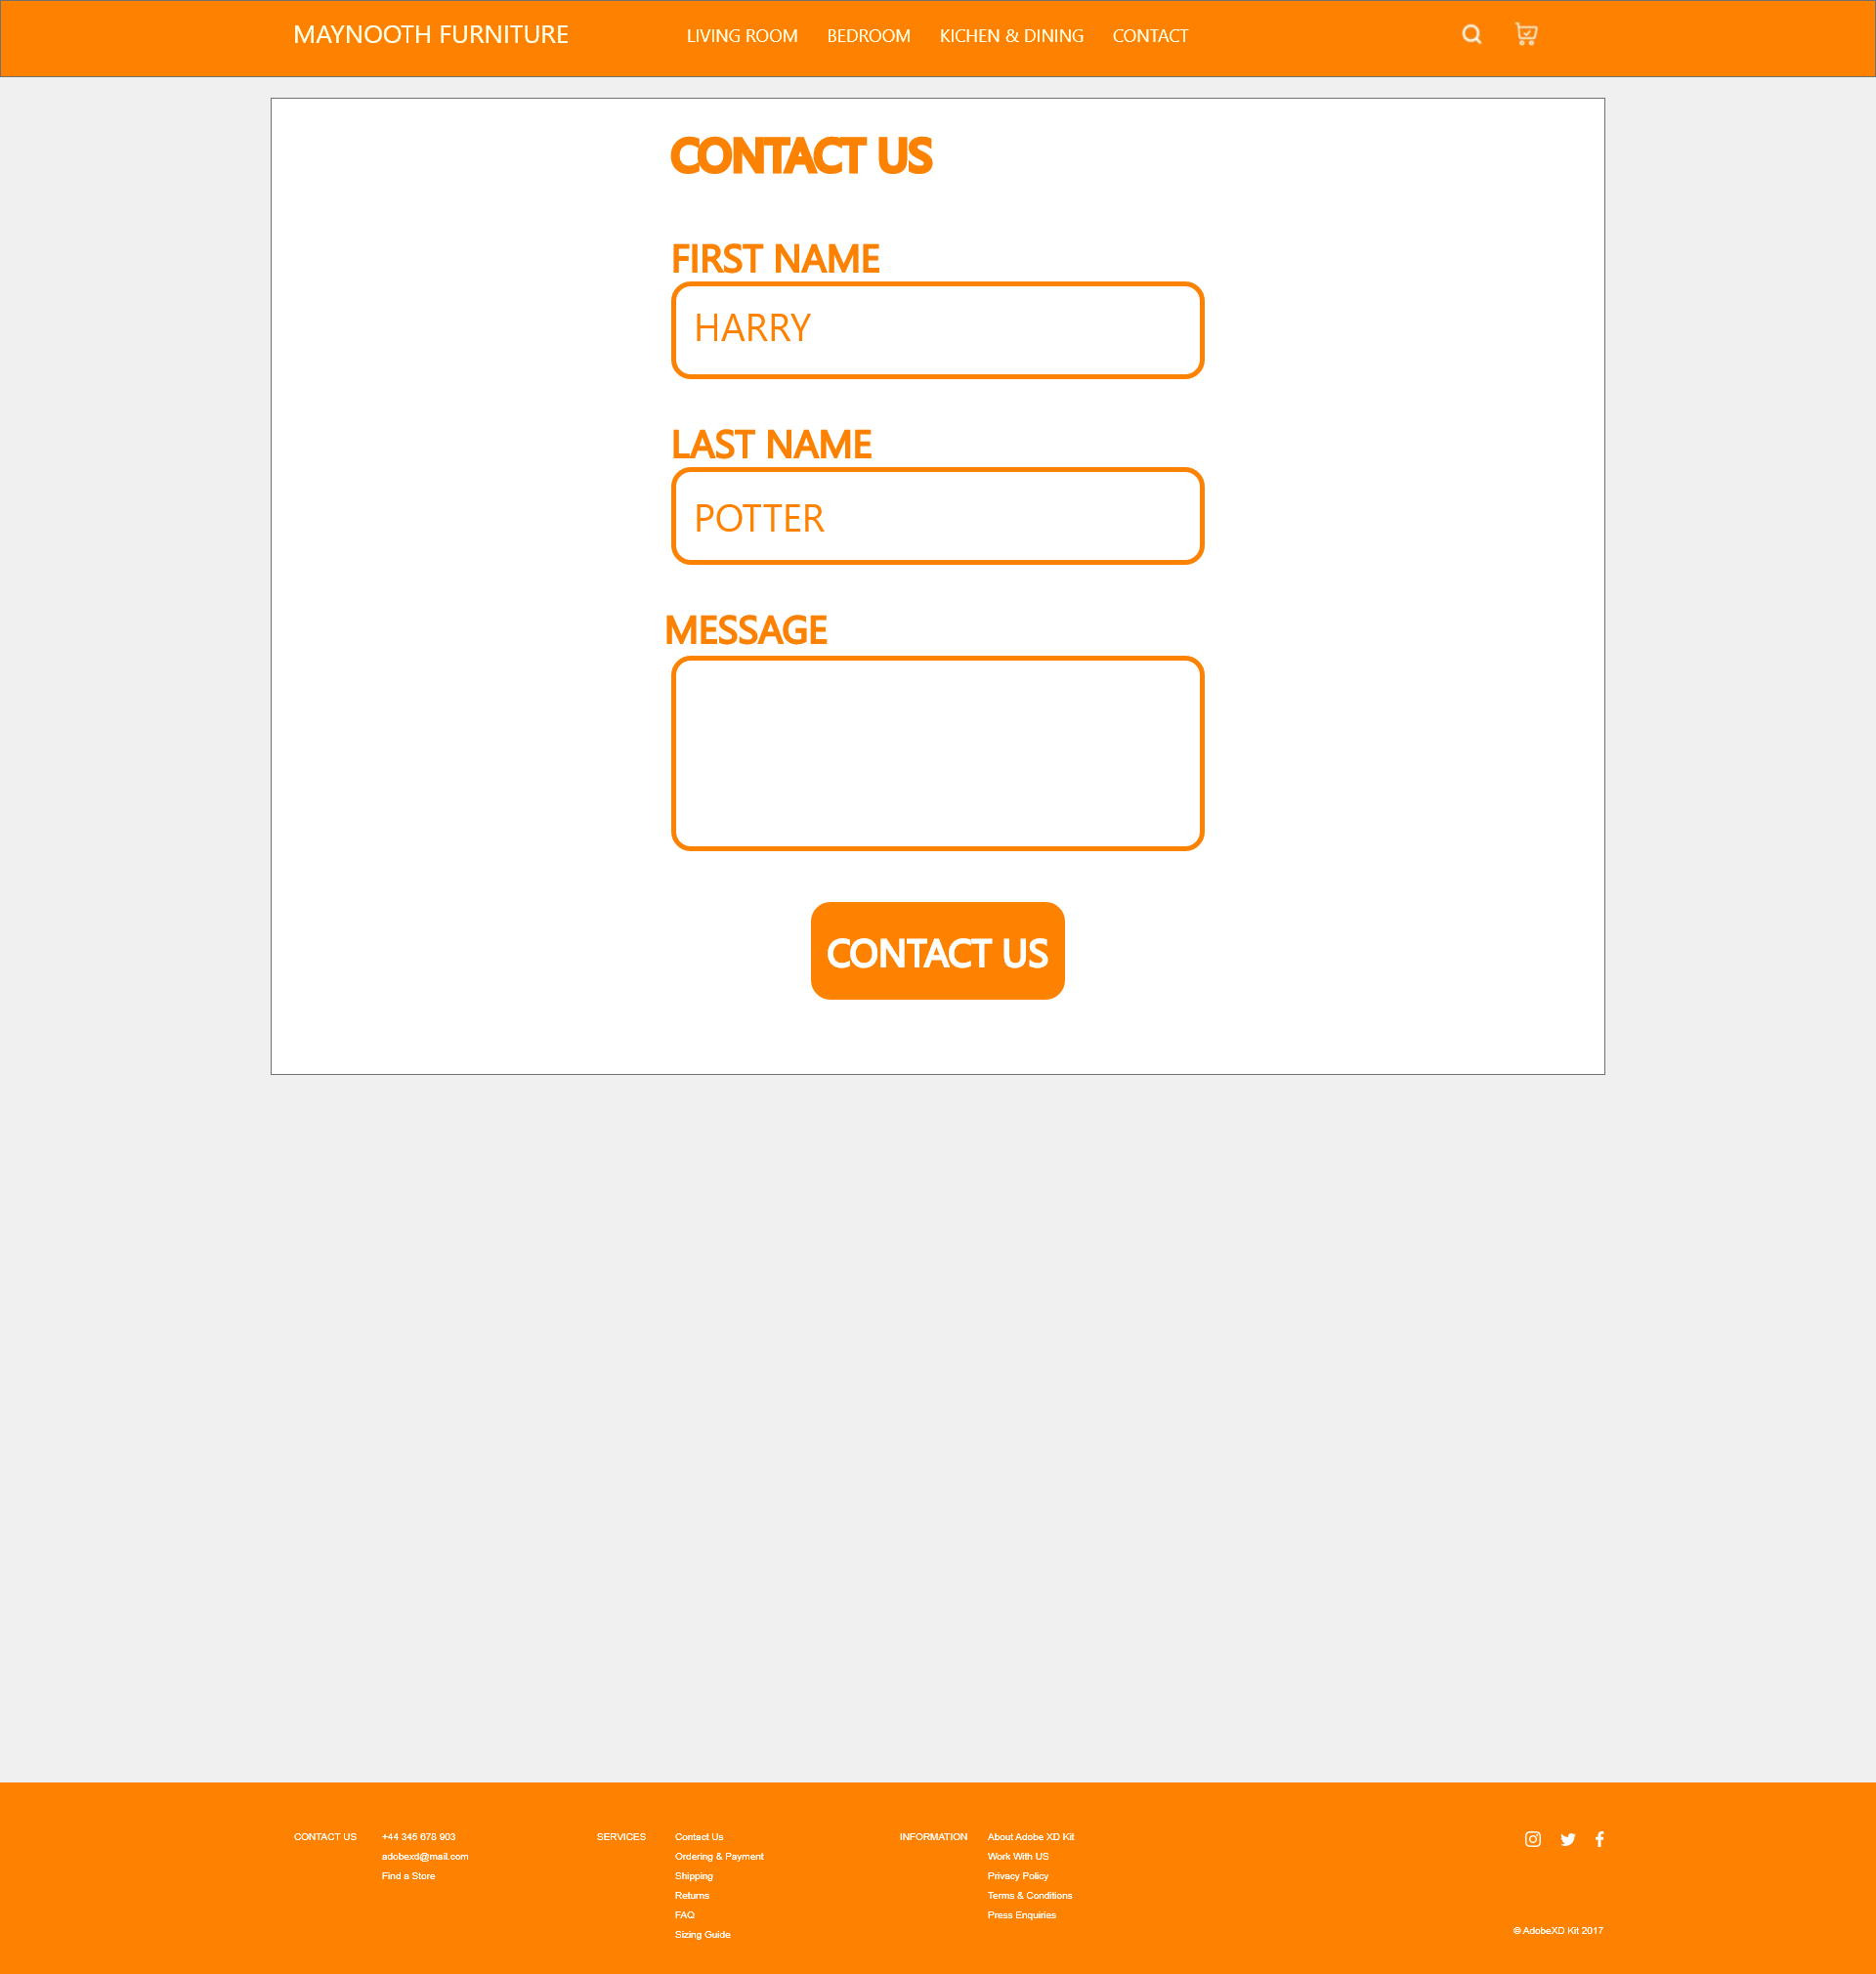 MAYNOOTH FURNITURE
LIVING ROOM BEDROOM KICHEN & DINING CONTACT
CONTACT US
FIRST NAME
HARRY
LAST NAME
POTTER
MESSAGE
CONTACT US
CONTACT US
+44 345 678 903
adobexd@mail.com
Find a Store
SERVICES
Contact Us
Ordering & Payment
Shipping
Returns
FAQ
Sizing Guide
INFORMATION
About Adobe XD Kit
Work With US
Privacy Policy
Terms & Conditions
Press Enquiries
© AdobeXD Kit 2017